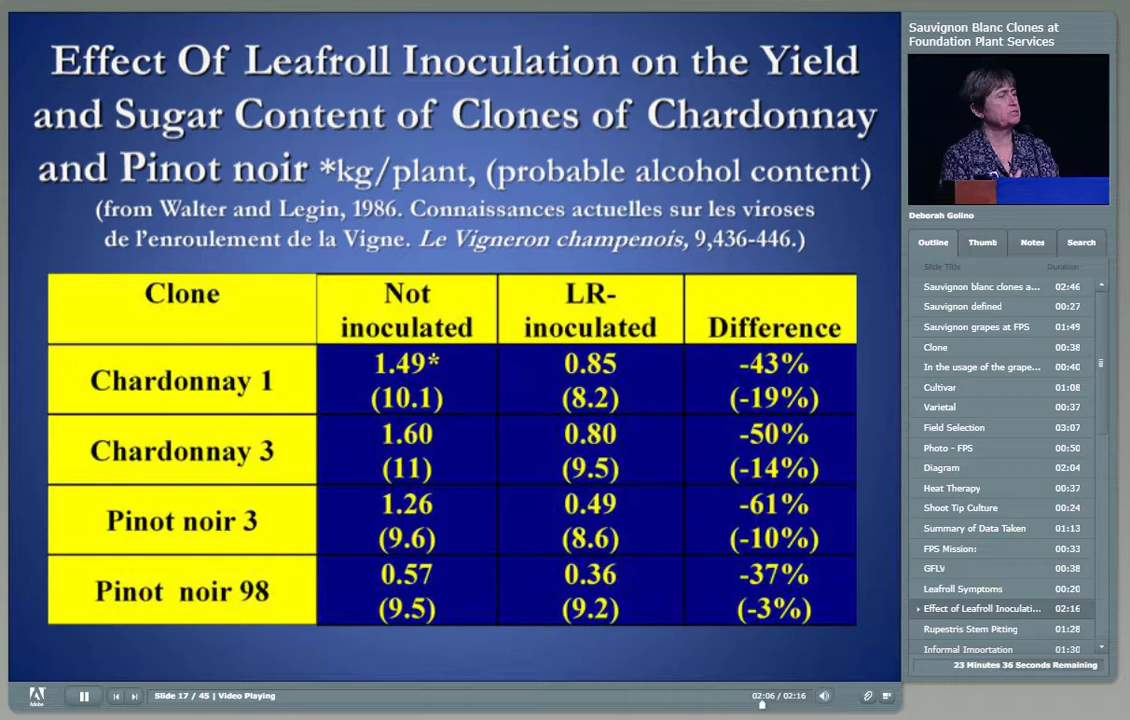 Effect Of Leafroll Inoculation on the Yield
and Sugar Content of Clones of Chardonnay
and Pinot noir *kg/plant, (probable alcohol content)
(from Walter and Legin, 1986. Connaissances actuelles sur les viroses
de l'enroulement de la Vigne. Le Vigneron champenois, 9,436-446.)
Clone Not inoculated LR-inoculated Difference
Chardonnay 1 1.49* 0.85 -43%
(10.1) (8.2) (-19%)
Chardonnay 3 1.60 0.80 -50%
(11) (9.5) (-14%)
Pinot noir 3 1.26 0.49 -61%
(9.6) (8.6) (-10%)
Pinot noir 98 0.57 0.36 -37%
(9.5) (9.2) (-3%)
Adobe
Slide 17 / 45 | Video Playing
02:06 / 02:16
Sauvignon Blanc Clones at
Foundation Plant Services
Deborah Golino
Outline Thumb Notes Search
Slide Title Duration
Sauvignon blanc clones a... 02:46
Sauvignon defined 00:27
Sauvignon grapes at FPS 01:49
Clone 00:38
In the usage of the grape... 00:40
Cultivar 01:08
Varietal 00:37
Field Selection 03:07
Photo - FPS 00:50
Diagram 02:04
Heat Therapy 00:37
Shoot Tip Culture 00:24
Summary of Data Taken 01:13
FPS Mission: 00:33
GFLV 00:38
Leafroll Symptoms 00:20
Effect of Leafroll Inoculati... 02:16
Rupestris Stem Pitting 01:28
Informal Importation 01:30
23 Minutes 36 Seconds Remaining